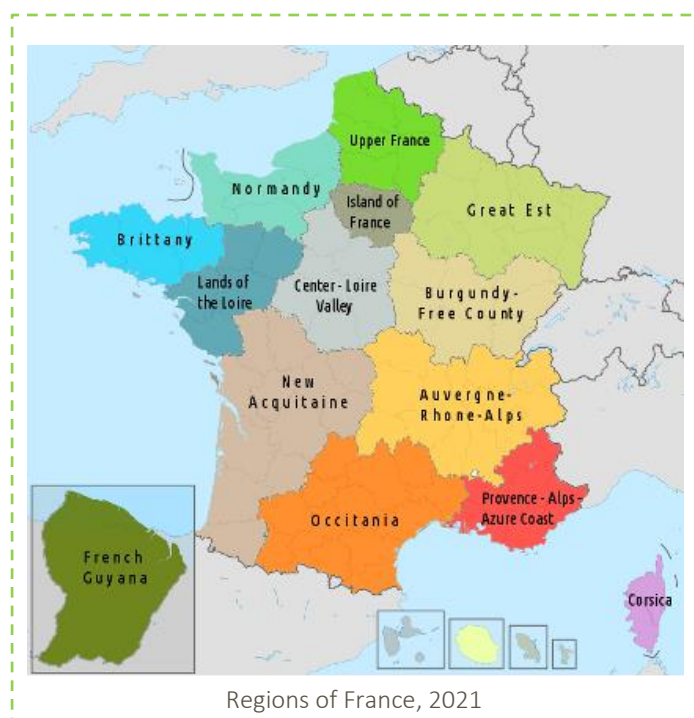 Upper France
Normandy
Island of
France
Great Est
Brittany
Lands of
the Loire
Center - Loire
Valley
Burgundy-
Free County
New
Acquitaine
Auvergne-
Rhone-Alps
Provence - Alps -
Azure Coast
Occitania
French
Guyana
Corsica
Regions of France, 2021